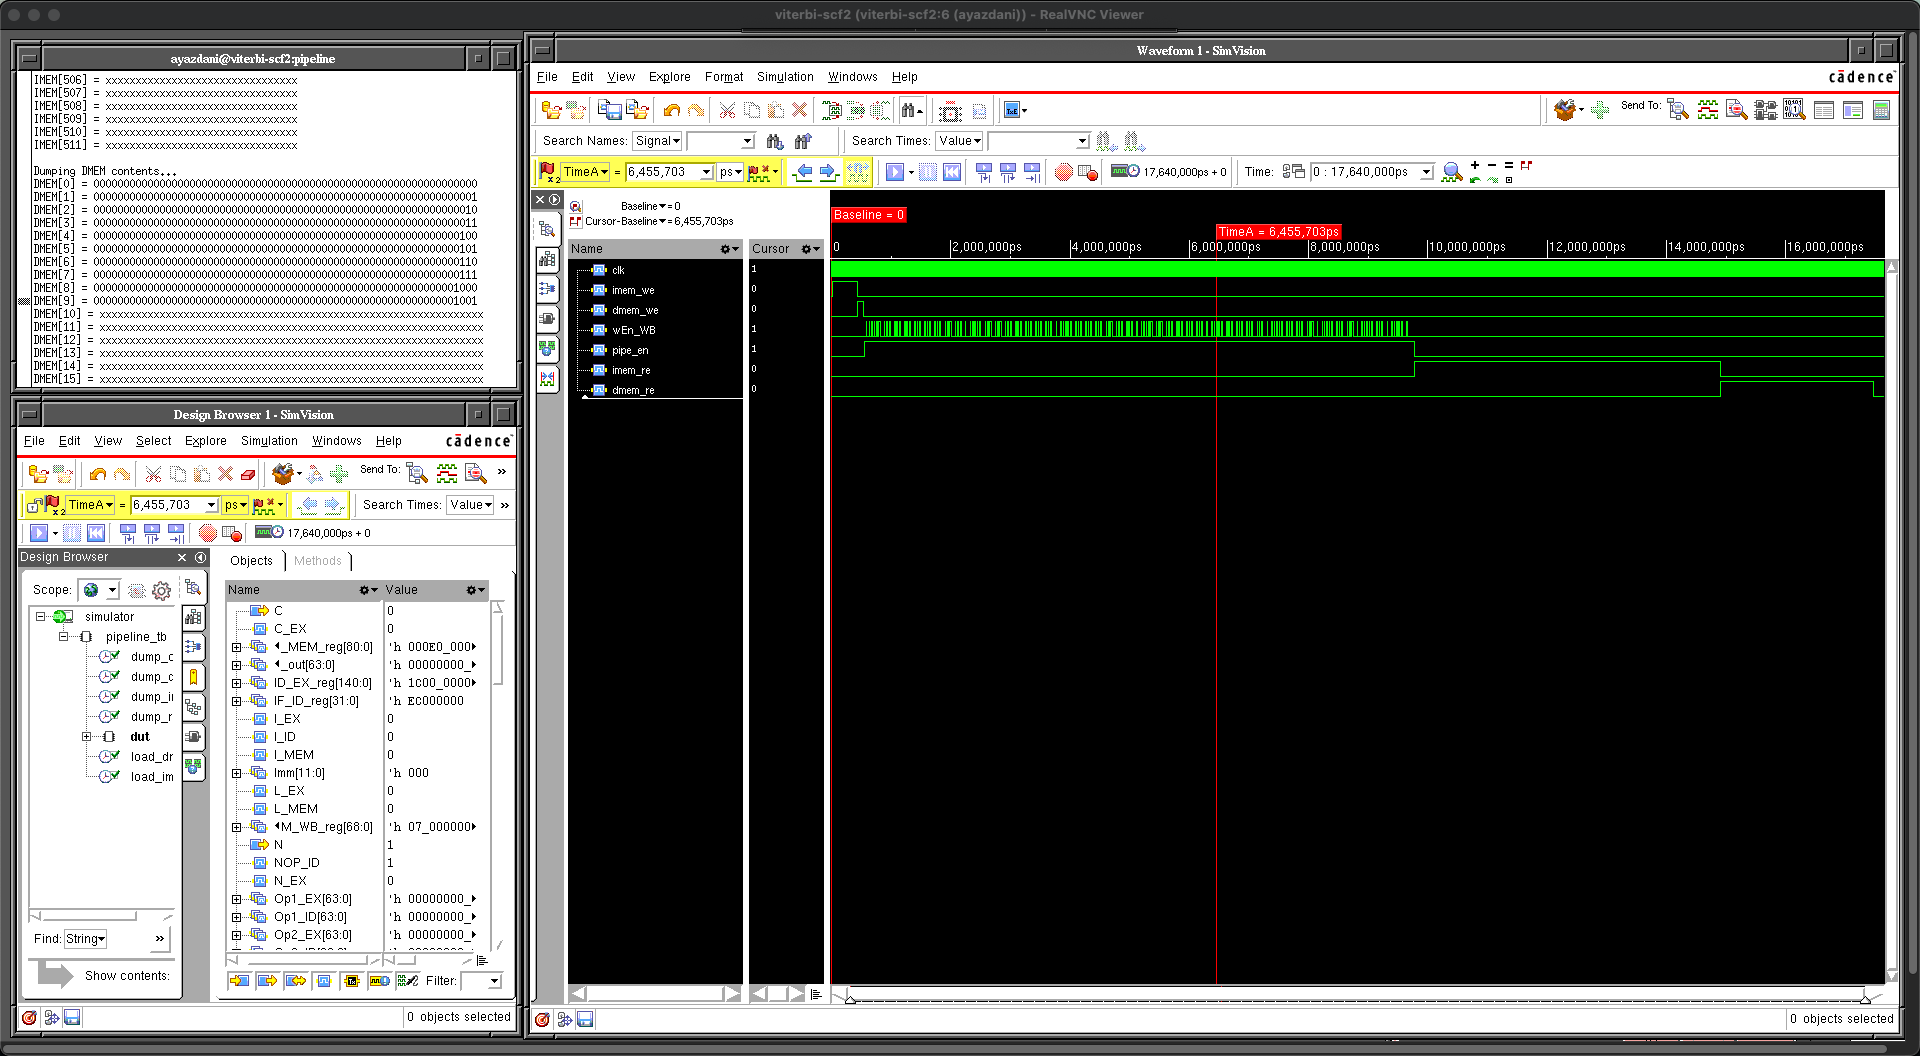 viterbi-scf2 (viterbi-scf2:6 (ayazdani)) - RealVNC Viewer
ayazdani@viterbi-scf2:pipeline
IMEM[506] = xxxxxxxxxxxxxxxxxxxxxxxxxxxxxxxx
IMEM[507] = xxxxxxxxxxxxxxxxxxxxxxxxxxxxxxxx
IMEM[508] = xxxxxxxxxxxxxxxxxxxxxxxxxxxxxxxx
IMEM[509] = xxxxxxxxxxxxxxxxxxxxxxxxxxxxxxxx
IMEM[510] = xxxxxxxxxxxxxxxxxxxxxxxxxxxxxxxx
IMEM[511] = xxxxxxxxxxxxxxxxxxxxxxxxxxxxxxxx
Dumping DMEM contents...
DMEM[0] = 0000000000000000000000000000000000000000000000000000000000000000
DMEM[1] = 0000000000000000000000000000000000000000000000000000000000000001
DMEM[2] = 0000000000000000000000000000000000000000000000000000000000000010
DMEM[3] = 0000000000000000000000000000000000000000000000000000000000000011
DMEM[4] = 0000000000000000000000000000000000000000000000000000000000000100
DMEM[5] = 0000000000000000000000000000000000000000000000000000000000000101
DMEM[6] = 0000000000000000000000000000000000000000000000000000000000000110
DMEM[7] = 0000000000000000000000000000000000000000000000000000000000000111
DMEM[8] = 0000000000000000000000000000000000000000000000000000000000001000
DMEM[9] = 0000000000000000000000000000000000000000000000000000000000001001
DMEM[10] = xxxxxxxxxxxxxxxxxxxxxxxxxxxxxxxxxxxxxxxxxxxxxxxxxxxxxxxxxxxxxxxx
DMEM[11] = xxxxxxxxxxxxxxxxxxxxxxxxxxxxxxxxxxxxxxxxxxxxxxxxxxxxxxxxxxxxxxxx
DMEM[12] = xxxxxxxxxxxxxxxxxxxxxxxxxxxxxxxxxxxxxxxxxxxxxxxxxxxxxxxxxxxxxxxx
DMEM[13] = xxxxxxxxxxxxxxxxxxxxxxxxxxxxxxxxxxxxxxxxxxxxxxxxxxxxxxxxxxxxxxxx
DMEM[14] = xxxxxxxxxxxxxxxxxxxxxxxxxxxxxxxxxxxxxxxxxxxxxxxxxxxxxxxxxxxxxxxx
DMEM[15] = xxxxxxxxxxxxxxxxxxxxxxxxxxxxxxxxxxxxxxxxxxxxxxxxxxxxxxxxxxxxxxxx
Design Browser 1 - SimVision
File Edit View Select Explore Simulation Windows Help
cādence
Send To: »
TimeA = 6,455,703 ps Search Times: Value »
17,640,000ps + 0
Design Browser
Scope:
simulator
pipeline_tb
dump_c
dump_c
dump_ii
dump_r
dut
load_dr
load_im
Find: String »
Show contents:
Objects Methods
Name Value
C 0
C_EX 0
_MEM_reg[80:0] 'h 000E0_000
_out[63:0] 'h 00000000_
ID_EX_reg[140:0] 'h 1C00_0000
IF_ID_reg[31:0] 'h EC000000
I_EX 0
I_ID 0
I_MEM 0
Imm[11:0] 'h 000
L_EX 0
L_MEM 0
M_WB_reg[68:0] 'h 07_000000
N 1
NOP_ID 1
N_EX 0
Op1_EX[63:0] 'h 00000000_
Op1_ID[63:0] 'h 00000000_
Op2_EX[63:0] 'h 00000000_
Filter:
0 objects selected
Waveform 1 - SimVision
File Edit View Explore Format Simulation Windows Help
cādence
Send To:
Search Names: Signal Search Times: Value
TimeA = 6,455,703 ps 17,640,000ps + 0 Time: 0 : 17,640,000ps
Baseline = 0
Cursor-Baseline = 6,455,703ps
Name Cursor
clk 1
imem_we 0
dmem_we 0
wEn_WB 1
pipe_en 1
imem_re 0
dmem_re 0
Baseline = 0
TimeA = 6,455,703ps
0 2,000,000ps 4,000,000ps 6,000,000ps 8,000,000ps 10,000,000ps 12,000,000ps 14,000,000ps 16,000,000ps
0 objects selected